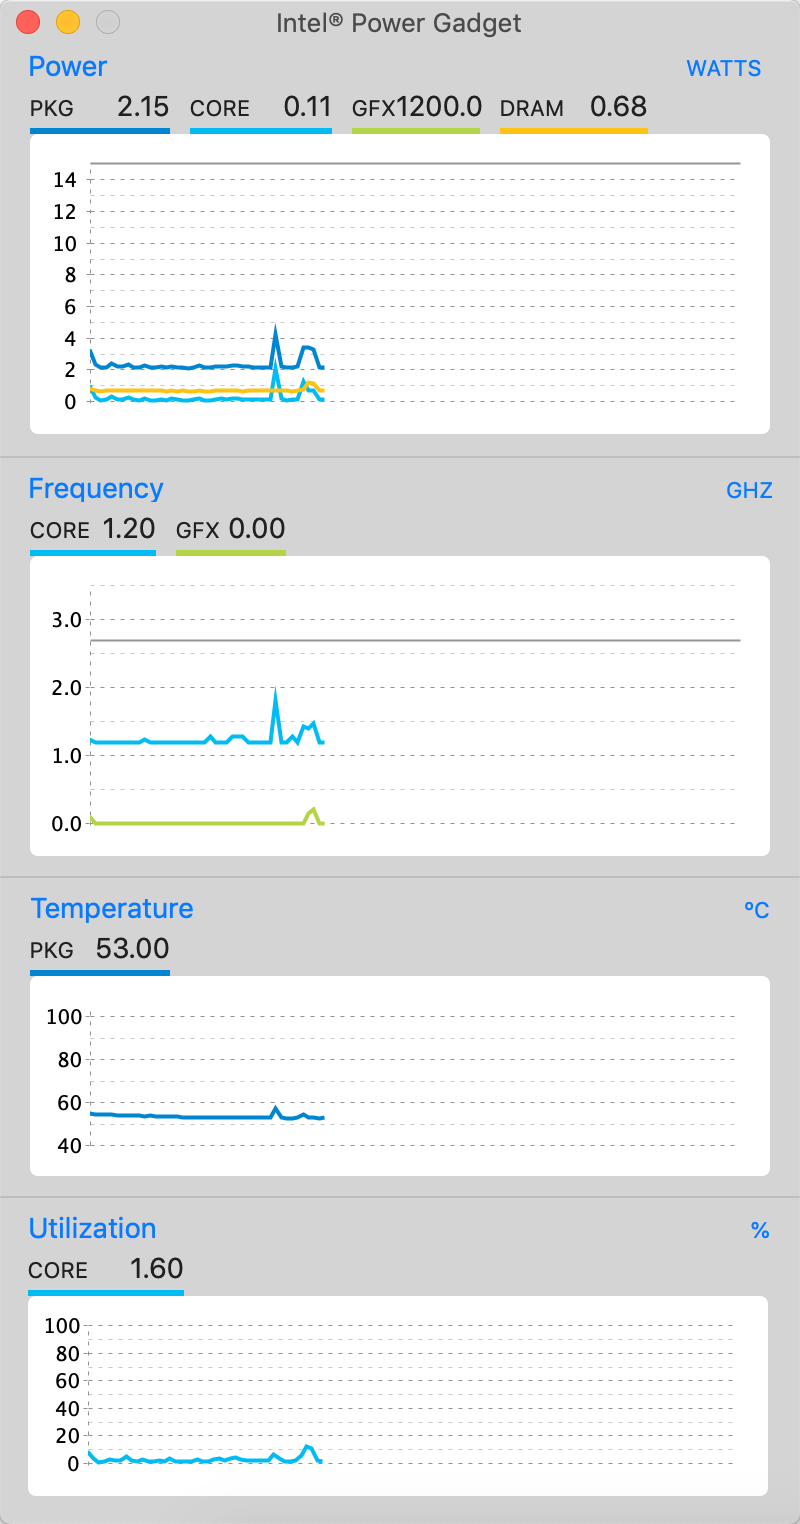 Intel® Power Gadget
Power WATTS
PKG 2.15 CORE 0.11 GFX1200.0 DRAM 0.68
14
12
10
8
6
4
2
0
Frequency GHZ
CORE 1.20 GFX 0.00
3.0
2.0
1.0
0.0
Temperature °C
PKG 53.00
100
80
60
40
Utilization %
CORE 1.60
100
80
60
40
20
0